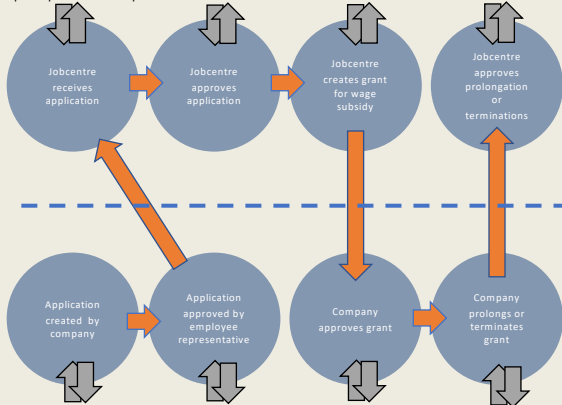 Jobcentre
receives
application
Jobcentre
approves
application
Jobcentre
creates grant
for wage
subsidy
Jobcentre
approves
prolongation
or
terminations
Application
created by
company
Application
approved by
employee
representative
Company
approves grant
Company
prolongs or
terminates
grant